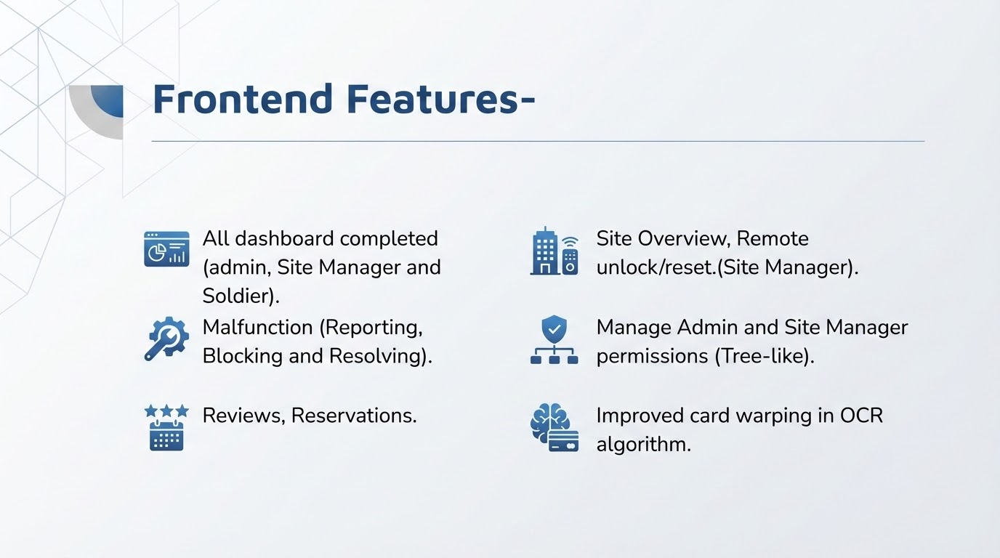 Frontend Features-
All dashboard completed
(admin, Site Manager and
Soldier).
Malfunction (Reporting,
Blocking and Resolving).
Reviews, Reservations.
Site Overview, Remote
unlock/reset.(Site Manager).
Manage Admin and Site Manager
permissions (Tree-like).
Improved card warping in OCR
algorithm.